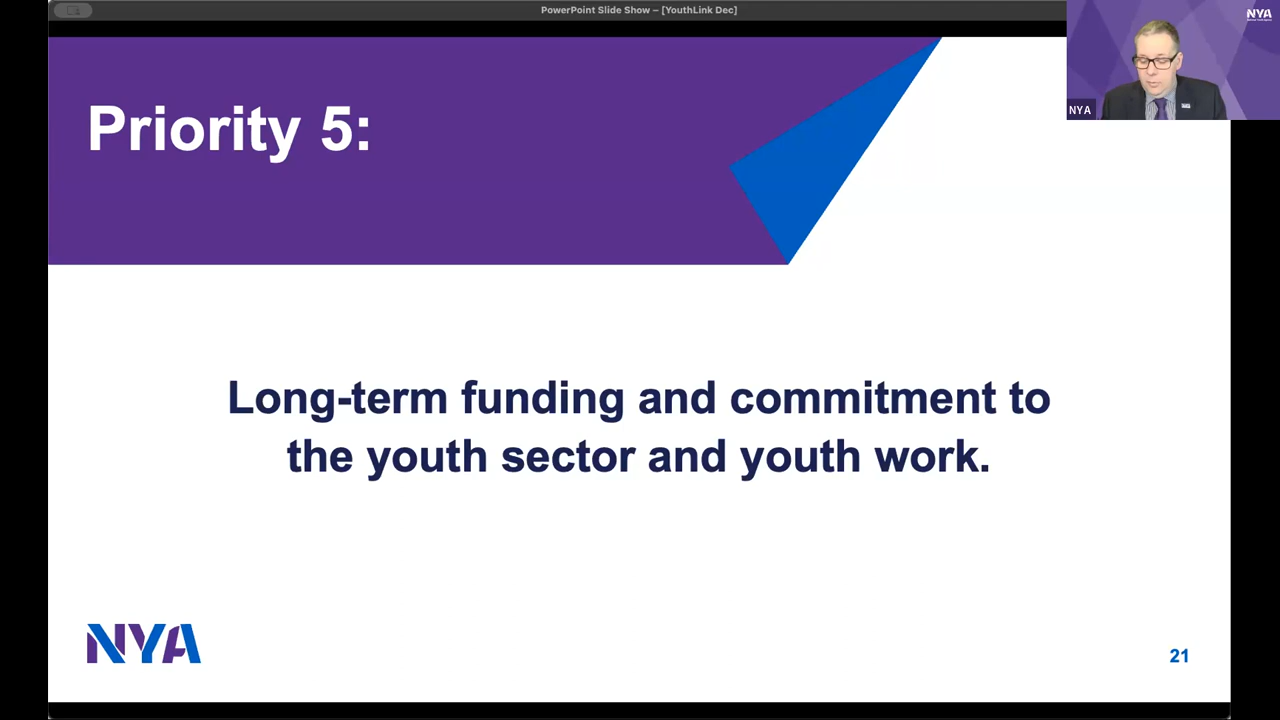 PowerPoint Slide Show – [YouthLink Dec]
NYA
NYA
Priority 5:
Long-term funding and commitment to
the youth sector and youth work.
NYA
21